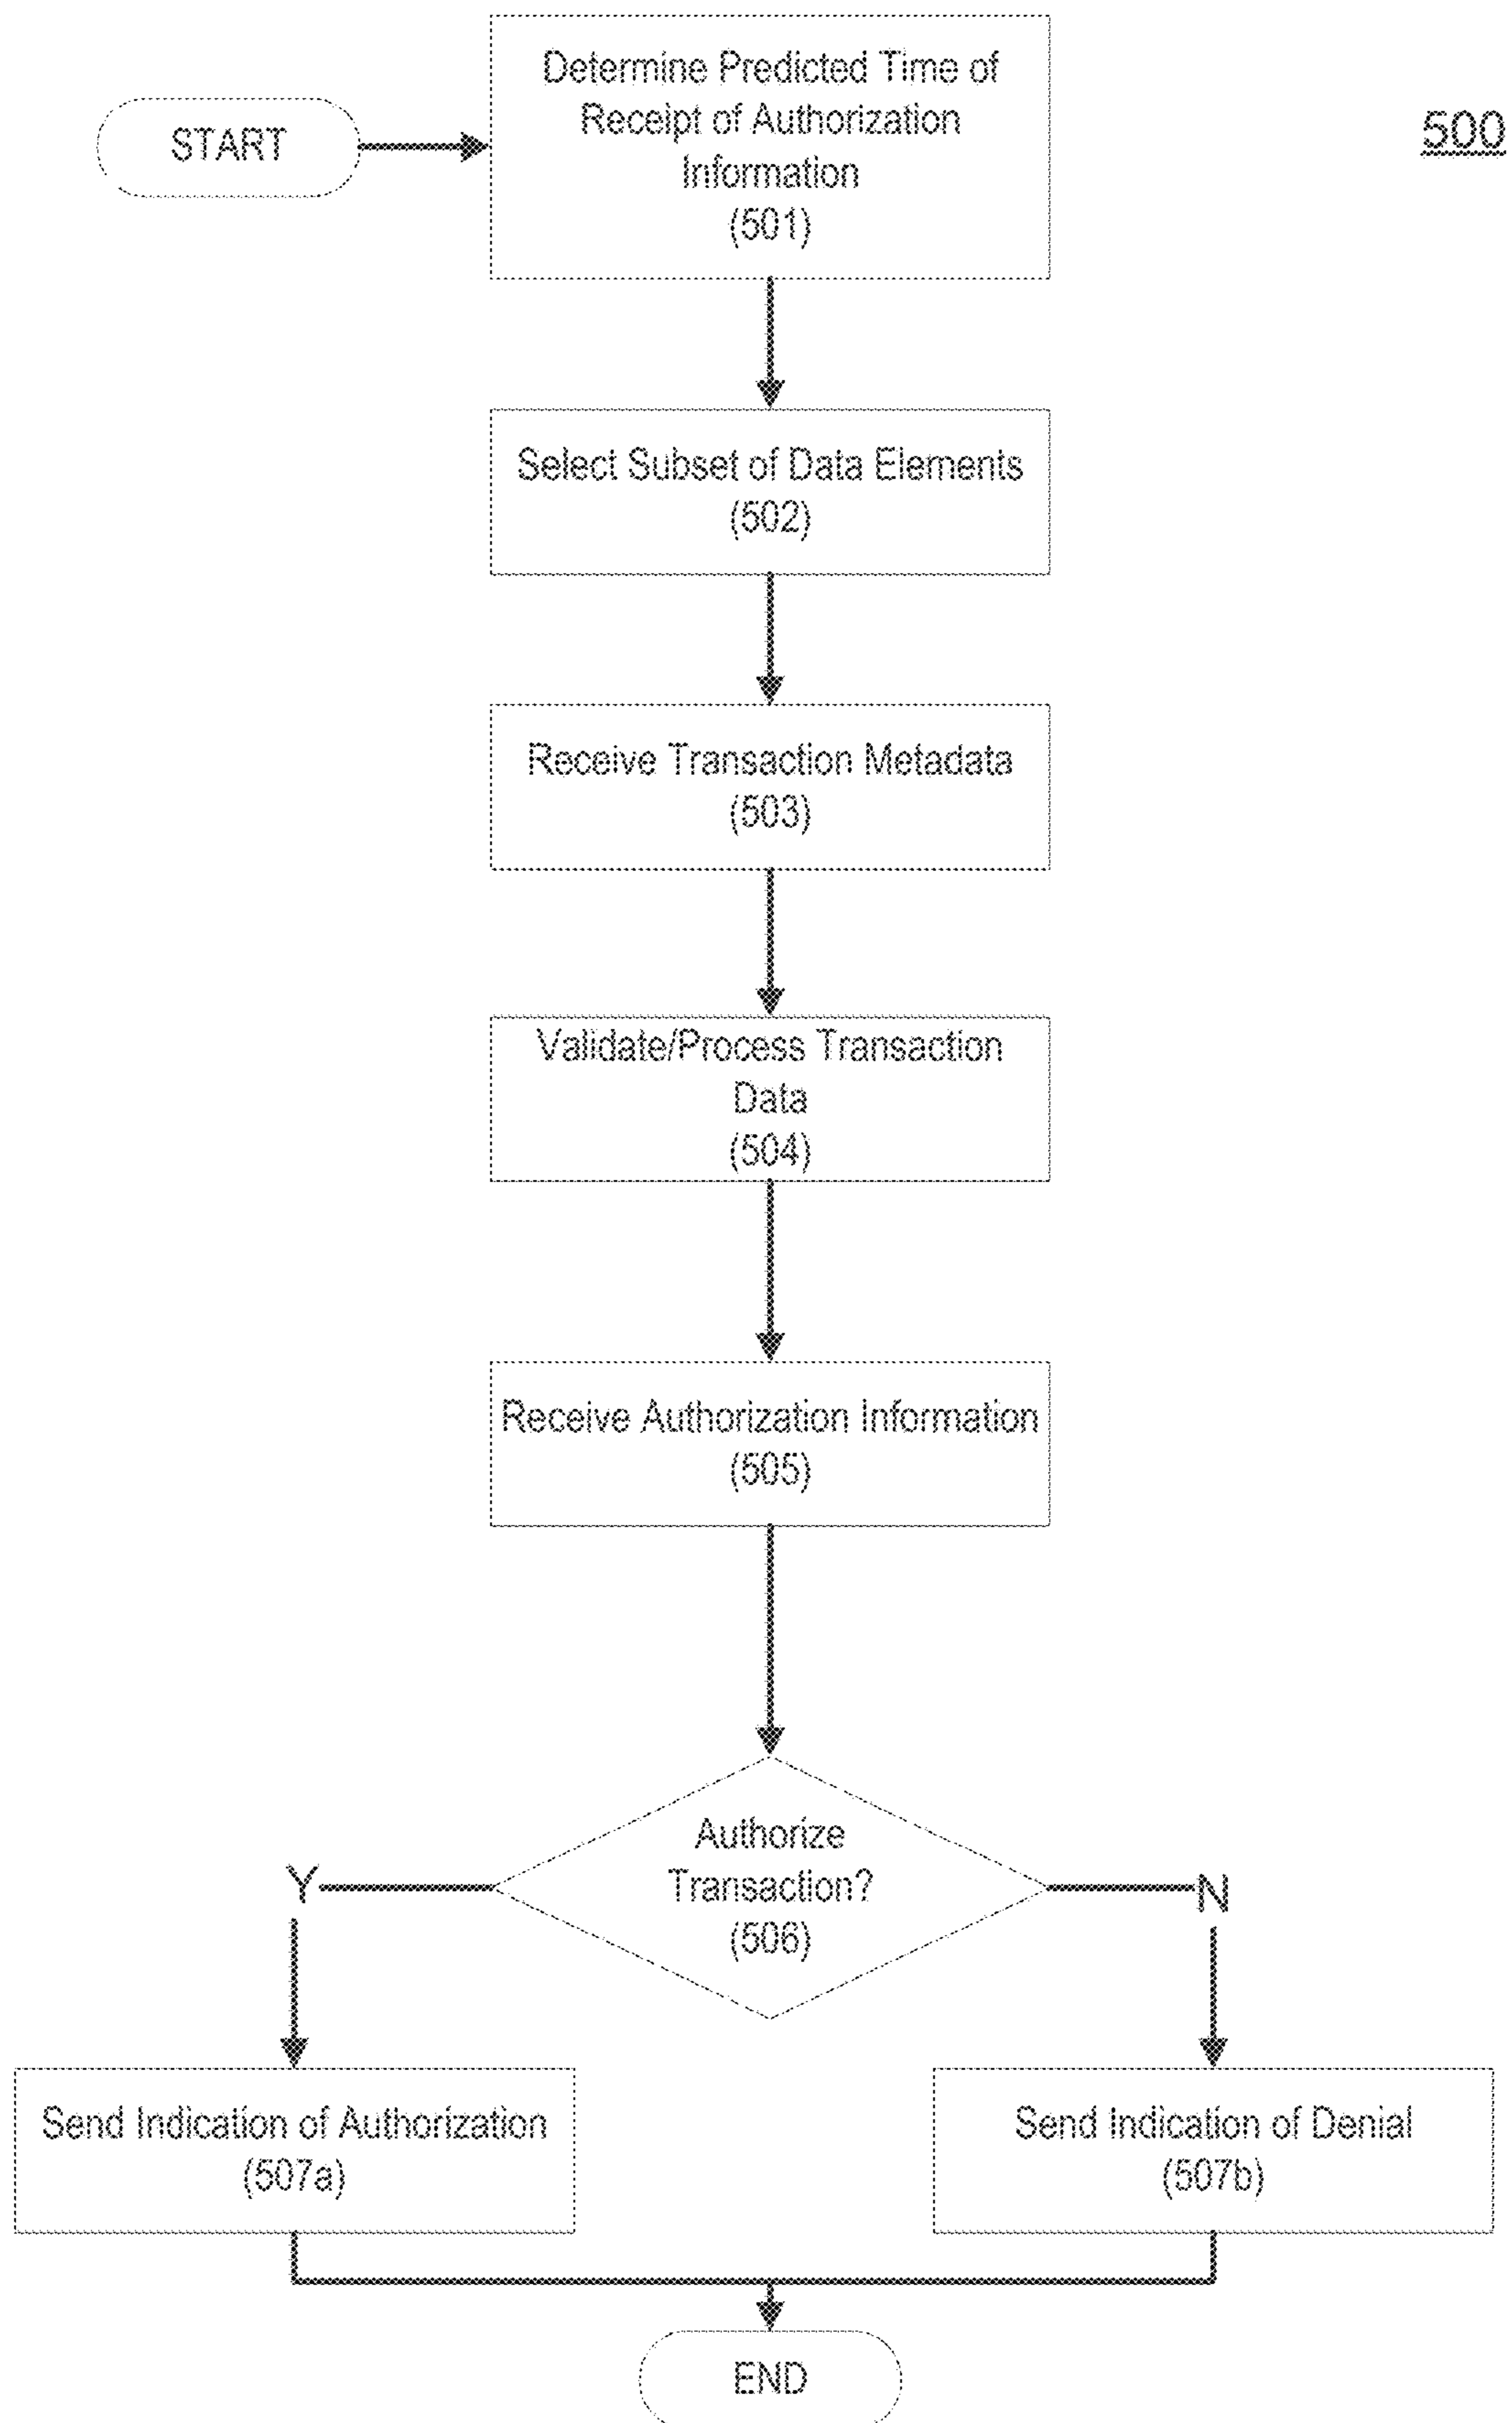 Determine Predicted Time of
Receipt of Authorization
Information
(501)
START
500
Select Subset of Data Elements
(502)
Receive Transaction Metadata
(503)
Validate/Process Transaction
Data
(504)
Receive Authorization Information
(505)
Authorize
Transaction?
(506)
Y
N
Send Indication of Authorization
(507a)
Send Indication of Denial
(507b)
END